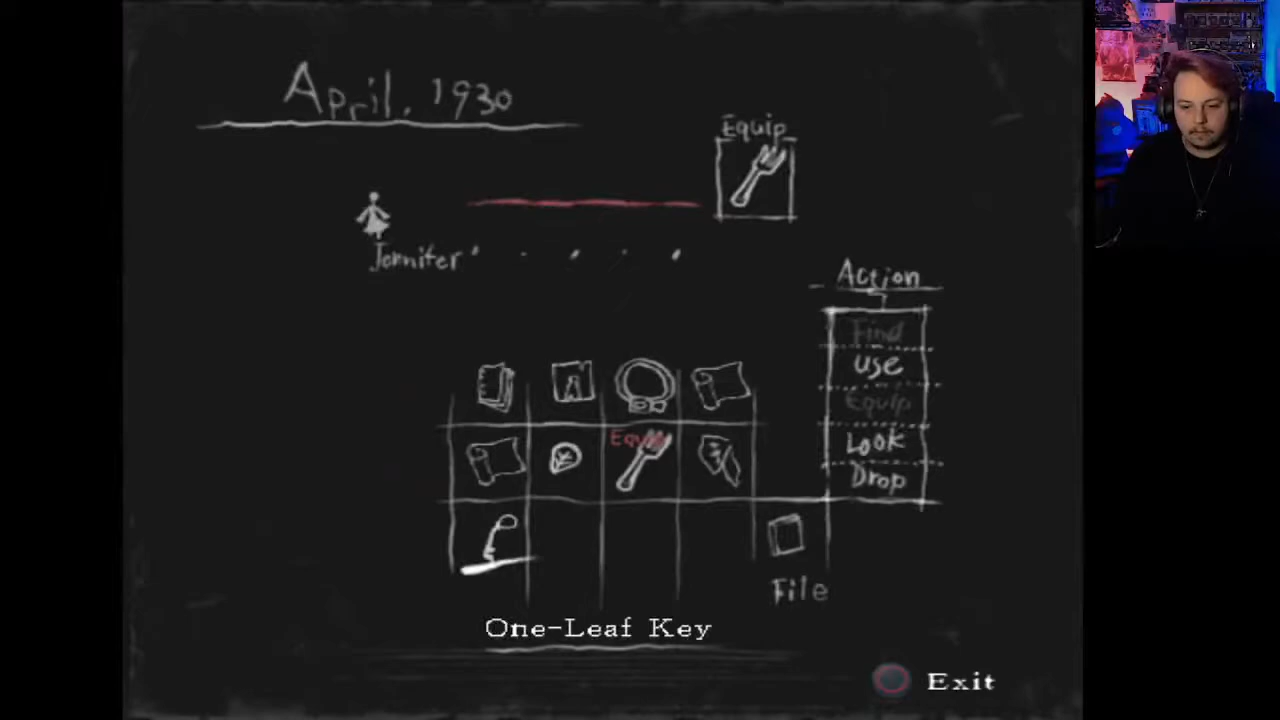 April. 1930
Equip
Jennifer
Action
Find
use
Equip
Look
Drop
Equip
File
One-Leaf Key
Exit